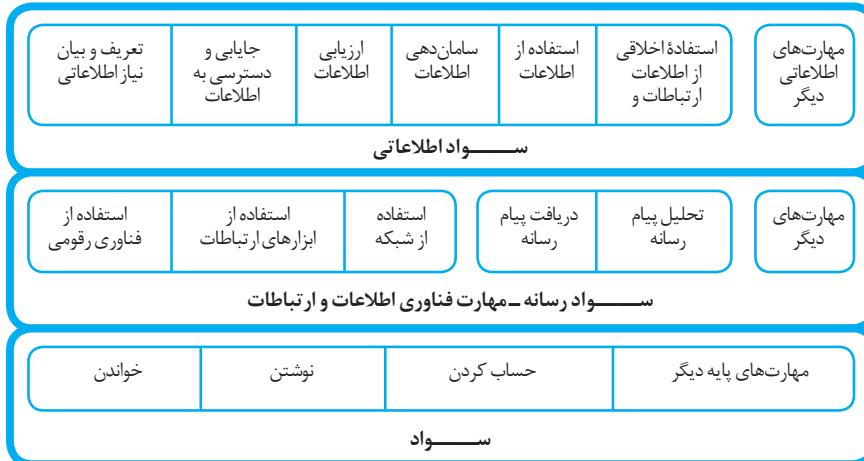 مهارت‌های
اطلاعاتی
دیگر
استفادهٔ اخلاقی
از اطلاعات
ارتباطات و
استفاده از
اطلاعات
سامان‌دهی
اطلاعات
ارزیابی
اطلاعات
جایابی و
دسترسی به
اطلاعات
تعریف و بیان
نیاز اطلاعاتی
ســـــــواد اطلاعاتی
مهارت‌های
دیگر
تحلیل پیام
رسانه
دریافت پیام
رسانه
استفاده
از شبکه
استفاده از
ابزارهای ارتباطات
استفاده از
فناوری رقومی
ســـــــواد رسانه ـ مهارت فناوری اطلاعات و ارتباطات
مهارت‌های پایه دیگر
حساب کردن
نوشتن
خواندن
ســـــــواد